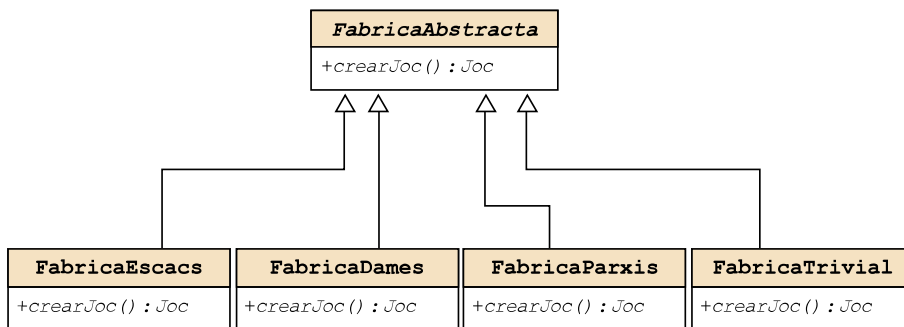 FabricaAbstracta
+crearJoc() : Joc
FabricaEscacs
+crearJoc() : Joc
FabricaDames
+crearJoc() : Joc
FabricaParxis
+crearJoc() : Joc
FabricaTrivial
+crearJoc() : Joc